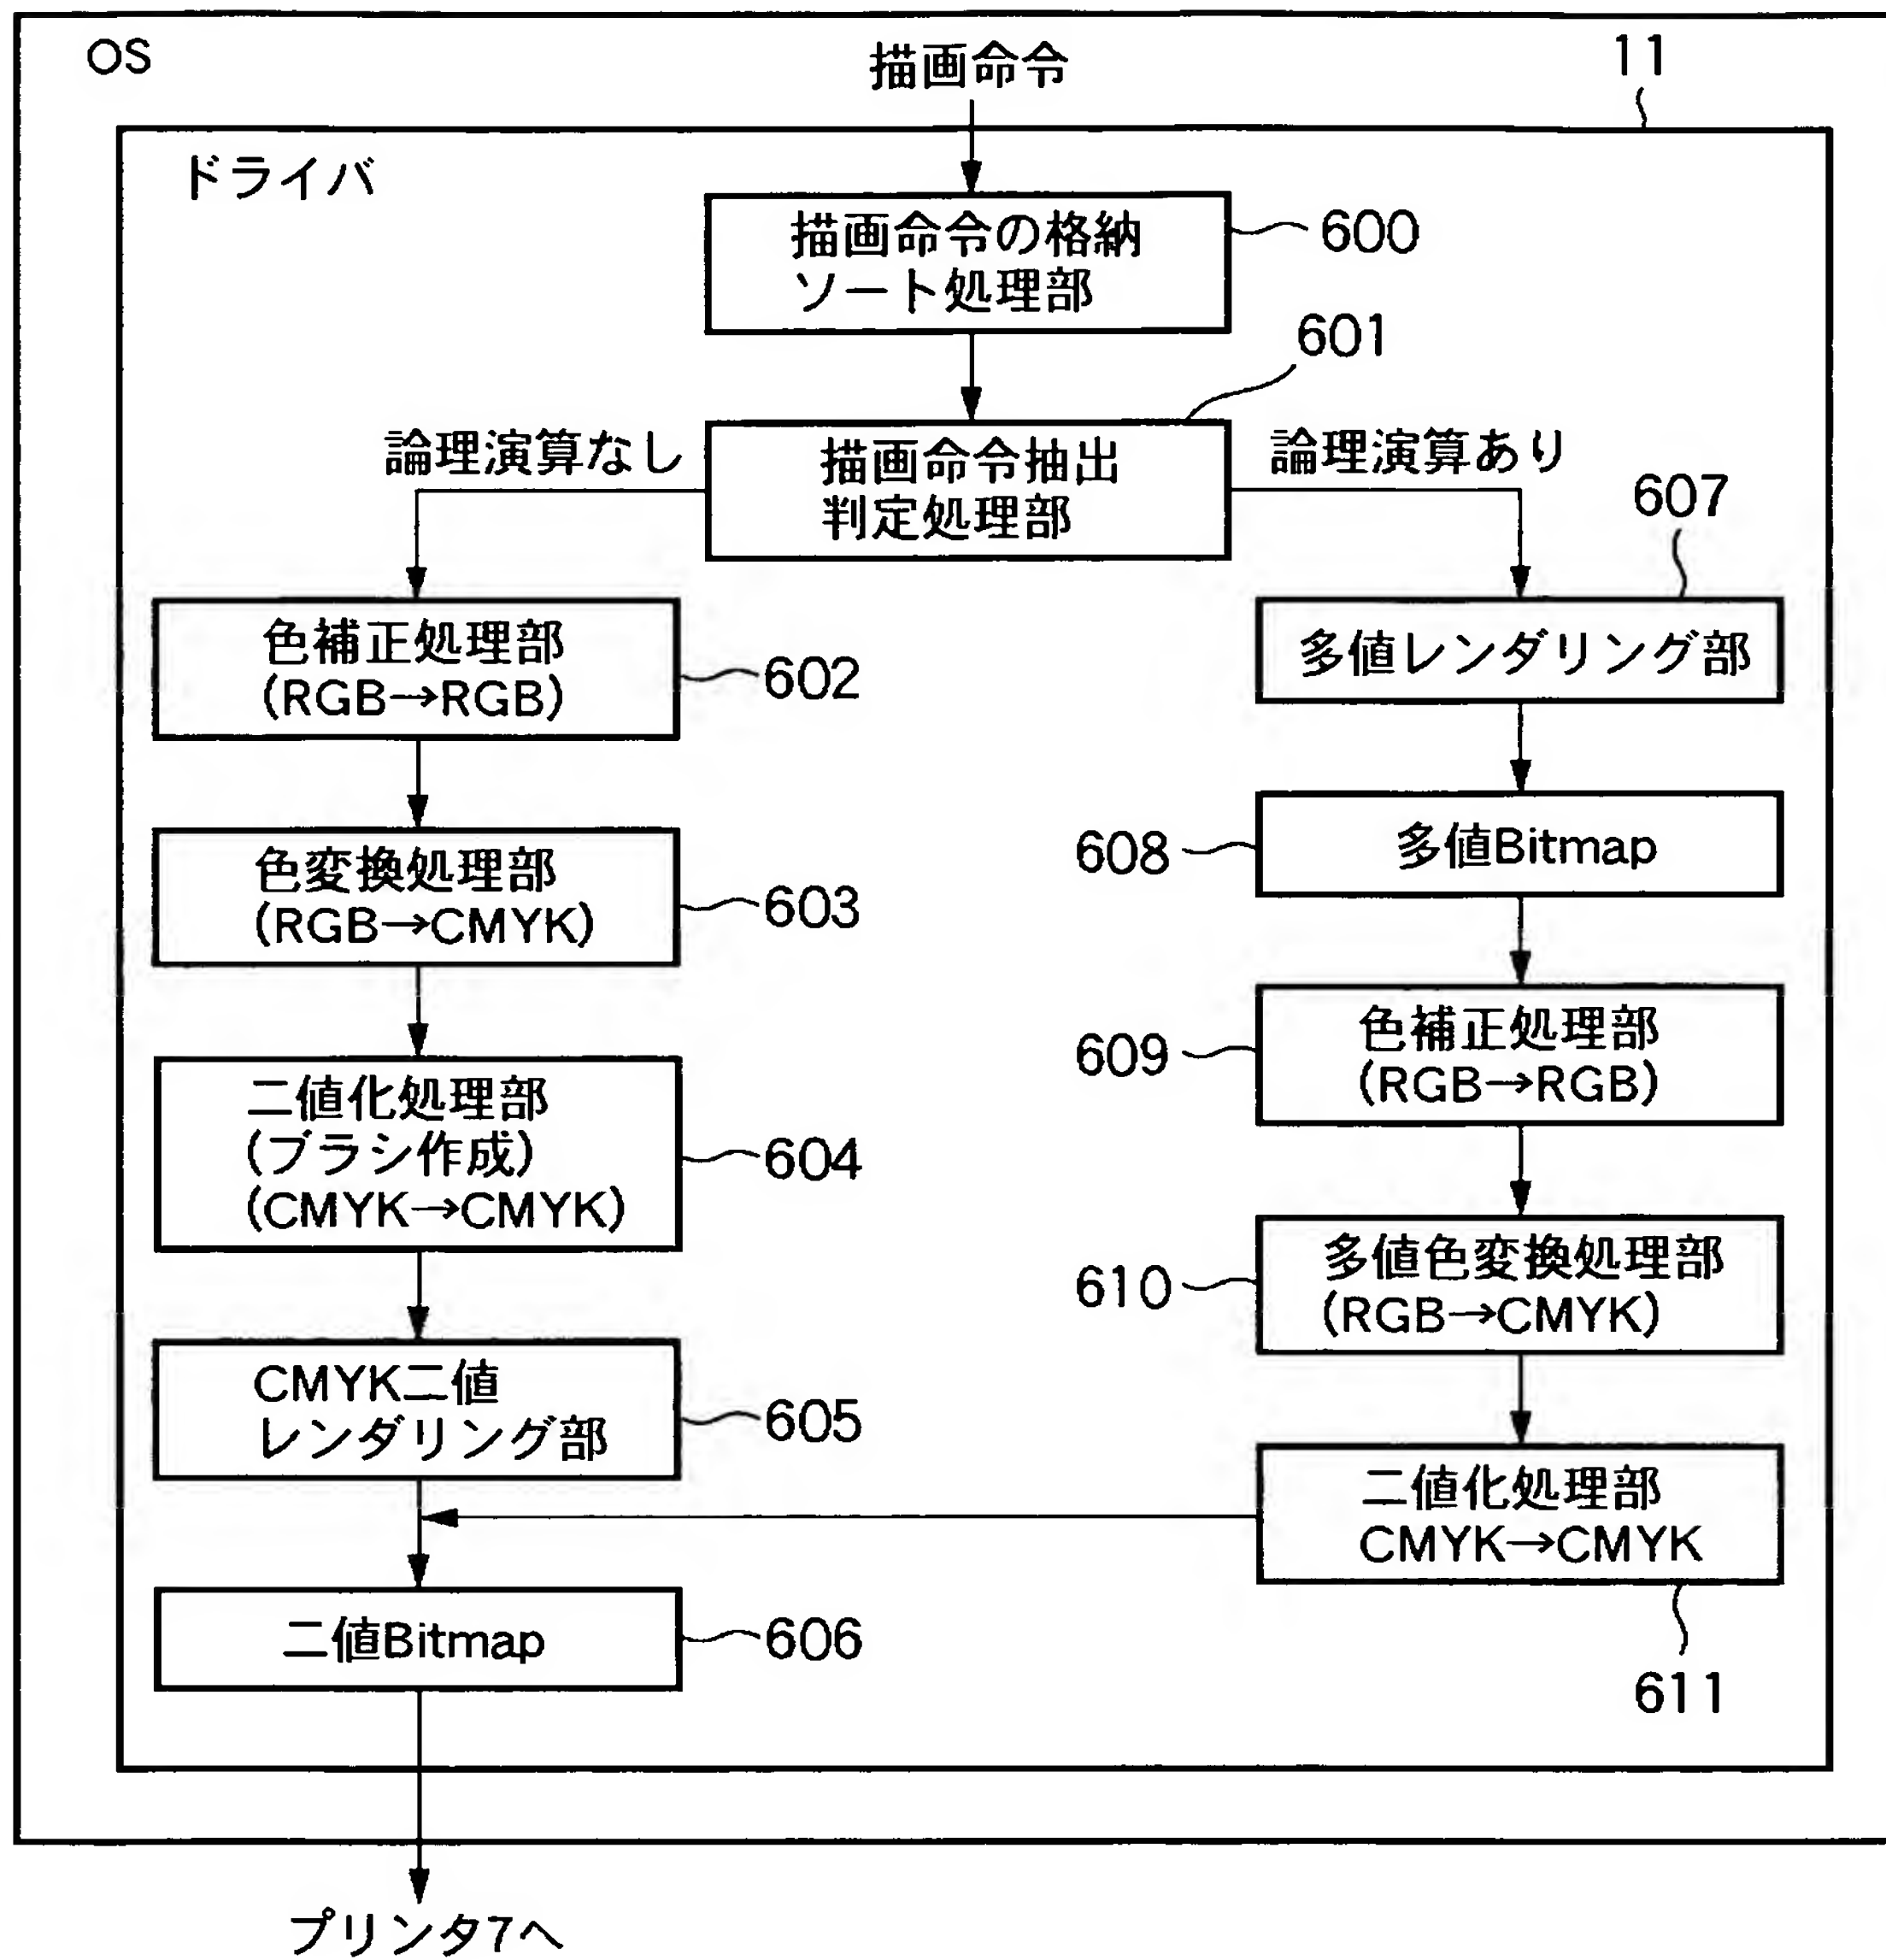 OS
描画命令
11
ドライバ
描画命令の格納
ソート処理部
600
601
論理演算なし
描画命令抽出
判定処理部
論理演算あり
607
色補正処理部
(RGB→RGB)
602
多値レンダリング部
色変換処理部
(RGB→CMYK)
603
608
多値Bitmap
二値化処理部
(ブラシ作成)
(CMYK→CMYK)
604
609
色補正処理部
(RGB→RGB)
610
多値色変換処理部
(RGB→CMYK)
CMYK二値
レンダリング部
605
二値化処理部
CMYK→CMYK
611
二値Bitmap
606
プリンタ7へ